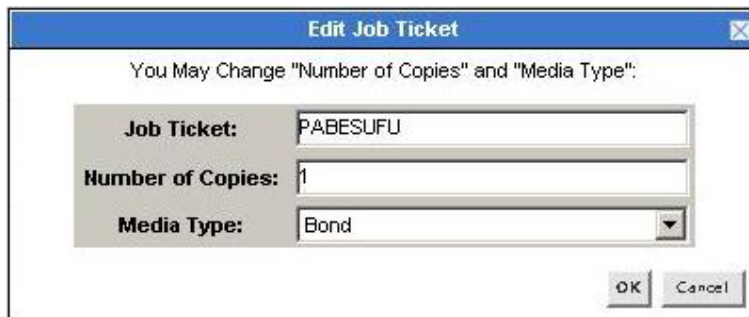 Edit Job Ticket
You May Change "Number of Copies" and "Media Type":
Job Ticket: PABESUFU
Number of Copies: 1
Media Type: Bond
OK Cancel